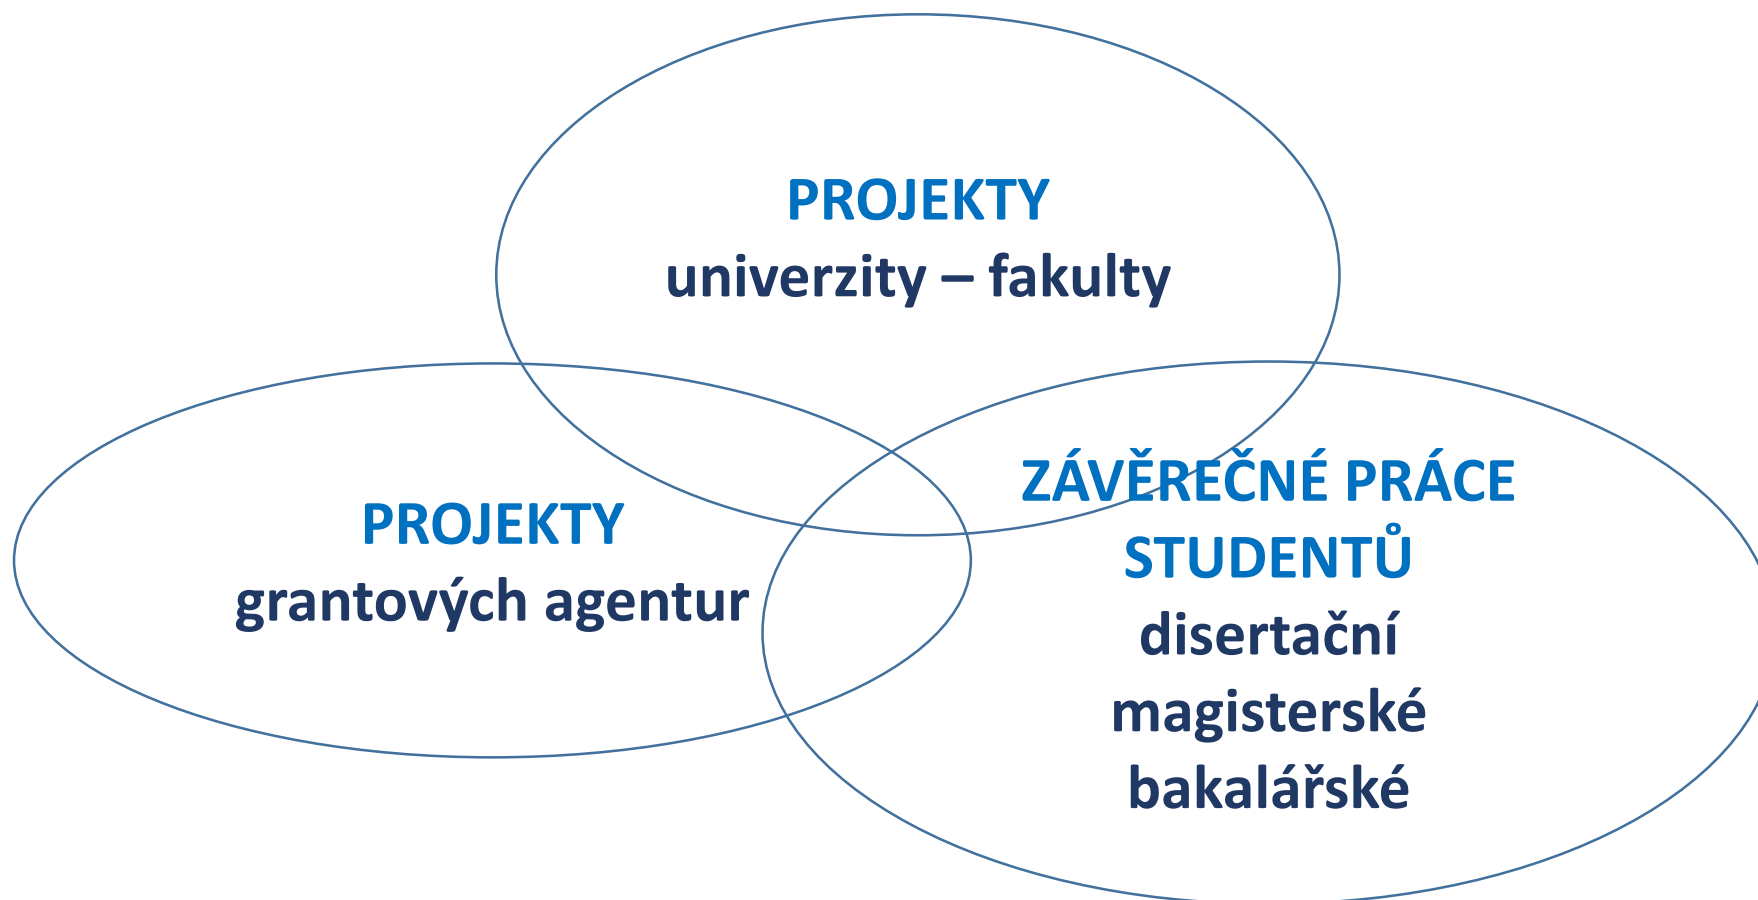 PROJEKTY
univerzity – fakulty
PROJEKTY
grantových agentur
ZÁVĚREČNÉ PRÁCE
STUDENTŮ
disertační
magisterské
bakalářské